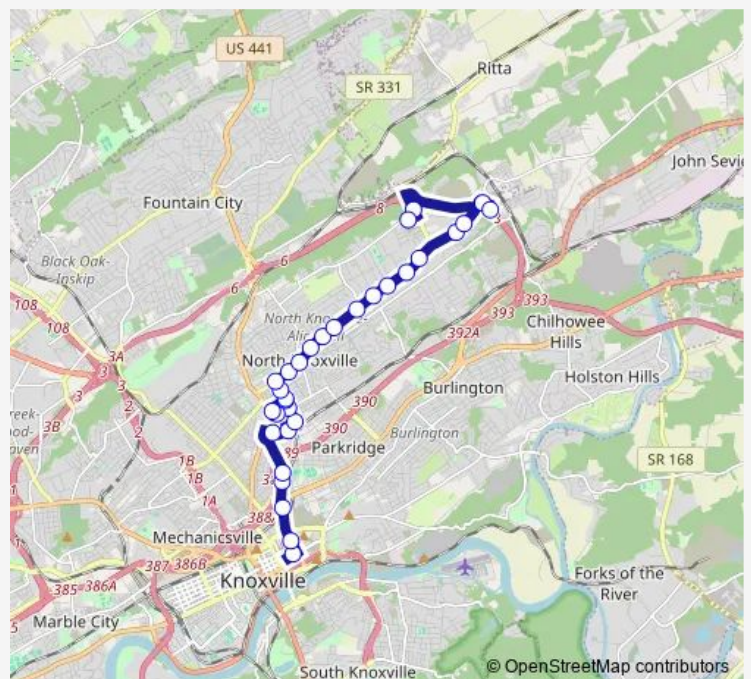 US 441
Ritta
SR 331
John Sevie
Fountain City
8
Black Oak-
Inskip
6
6
108
108
393
393
392A
Chilhowee
Hills
3A
3
3
2
2
3B
North Knoxville
Holston Hills
Burlington
390
390
Burlington
Parkridge
SR 168
1B
1B
1A
388
Mechanicsville
387
386B
Knoxville
Forks of the
River
385
386A
Marble City
South Knoxville
© OpenStreetMap contributors